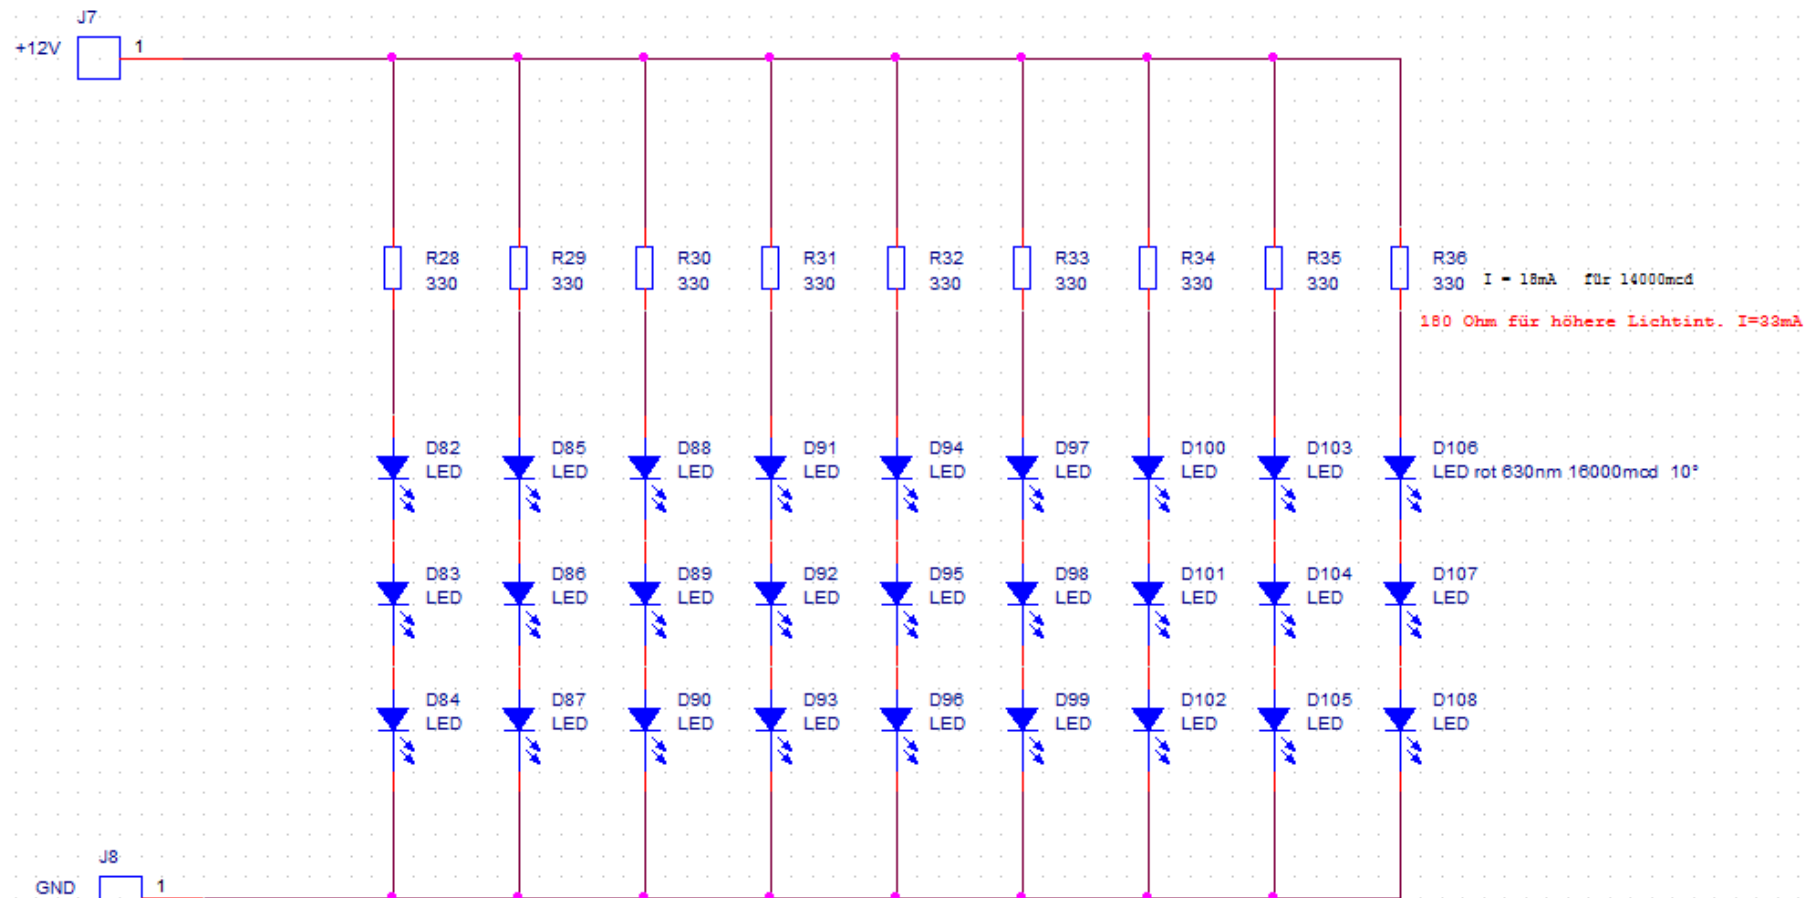 J7
+12V
1
R28
330
R29
330
R30
330
R31
330
R32
330
R33
330
R34
330
R35
330
R36
330
I = 18mA für 14000mcd
180 Ohm für höhere Lichtint. I=33mA
D82
LED
D85
LED
D88
LED
D91
LED
D94
LED
D97
LED
D100
LED
D103
LED
D106
LED rot 630nm 16000mcd 10°
D83
LED
D86
LED
D89
LED
D92
LED
D95
LED
D98
LED
D101
LED
D104
LED
D107
LED
D84
LED
D87
LED
D90
LED
D93
LED
D96
LED
D99
LED
D102
LED
D105
LED
D108
LED
J8
GND
1